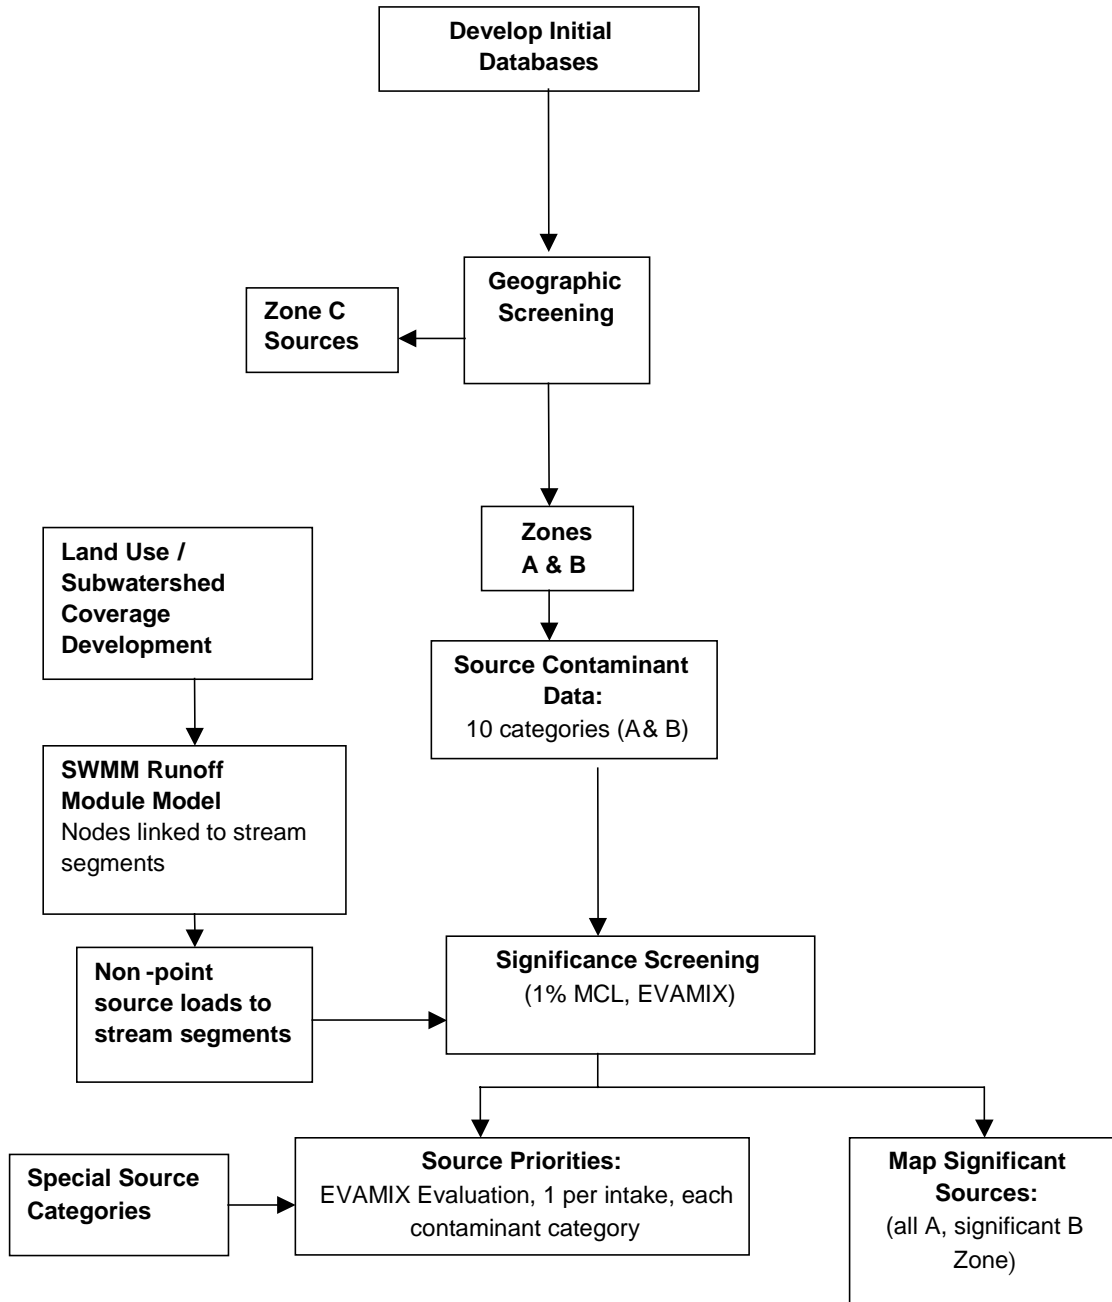 Develop Initial
Databases
Geographic
Screening
Zone C
Sources
Zones
A & B
Land Use /
Subwatershed
Coverage
Development
Source Contaminant
Data:
10 categories (A& B)
SWMM Runoff
Module Model
Nodes linked to stream
segments
Non -point
source loads to
stream segments
Significance Screening
(1% MCL, EVAMIX)
Special Source
Categories
Source Priorities:
EVAMIX Evaluation, 1 per intake, each
contaminant category
Map Significant
Sources:
(all A, significant B
Zone)